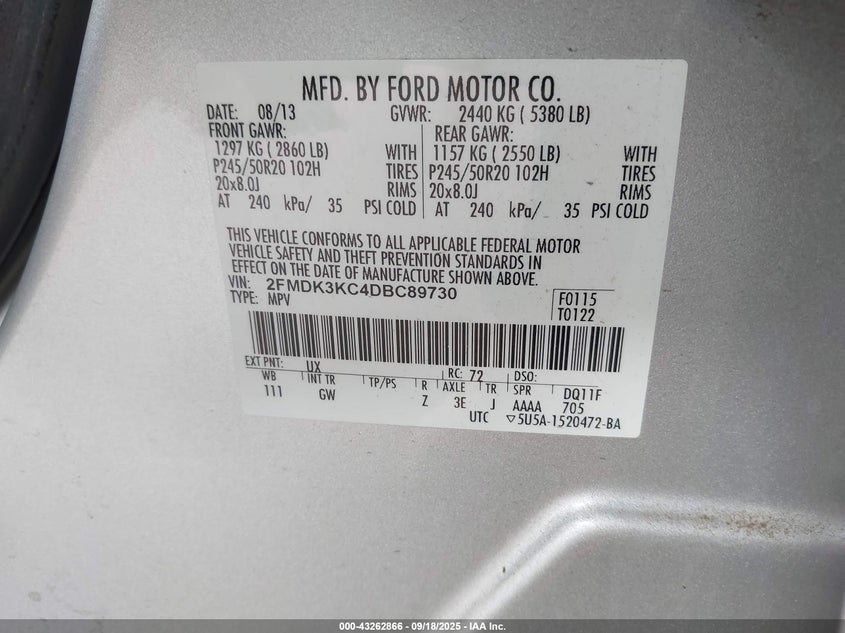 MFD. BY FORD MOTOR CO.
DATE: 08/13 GVWR: 2440 KG ( 5380 LB)
FRONT GAWR: REAR GAWR:
1297 KG ( 2860 LB) WITH 1157 KG ( 2550 LB) WITH
P245/50R20 102H TIRES P245/50R20 102H TIRES
20x8.0J RIMS 20x8.0J RIMS
AT 240 kPa/ 35 PSI COLD AT 240 kPa/ 35 PSI COLD
THIS VEHICLE CONFORMS TO ALL APPLICABLE FEDERAL MOTOR
VEHICLE SAFETY AND THEFT PREVENTION STANDARDS IN
EFFECT ON THE DATE OF MANUFACTURE SHOWN ABOVE.
VIN: 2FMDK3KC4DBC89730
TYPE: MPV
F0115
T0122
EXT PNT: UX RC: 72 DSO:
WB INT TR TP/PS R AXLE TR SPR DQ11F
111 GW Z 3E J AAAA 705
UTC ▽5U5A-1520472-BA
000-43262866 - 09/18/2025 - IAA Inc.